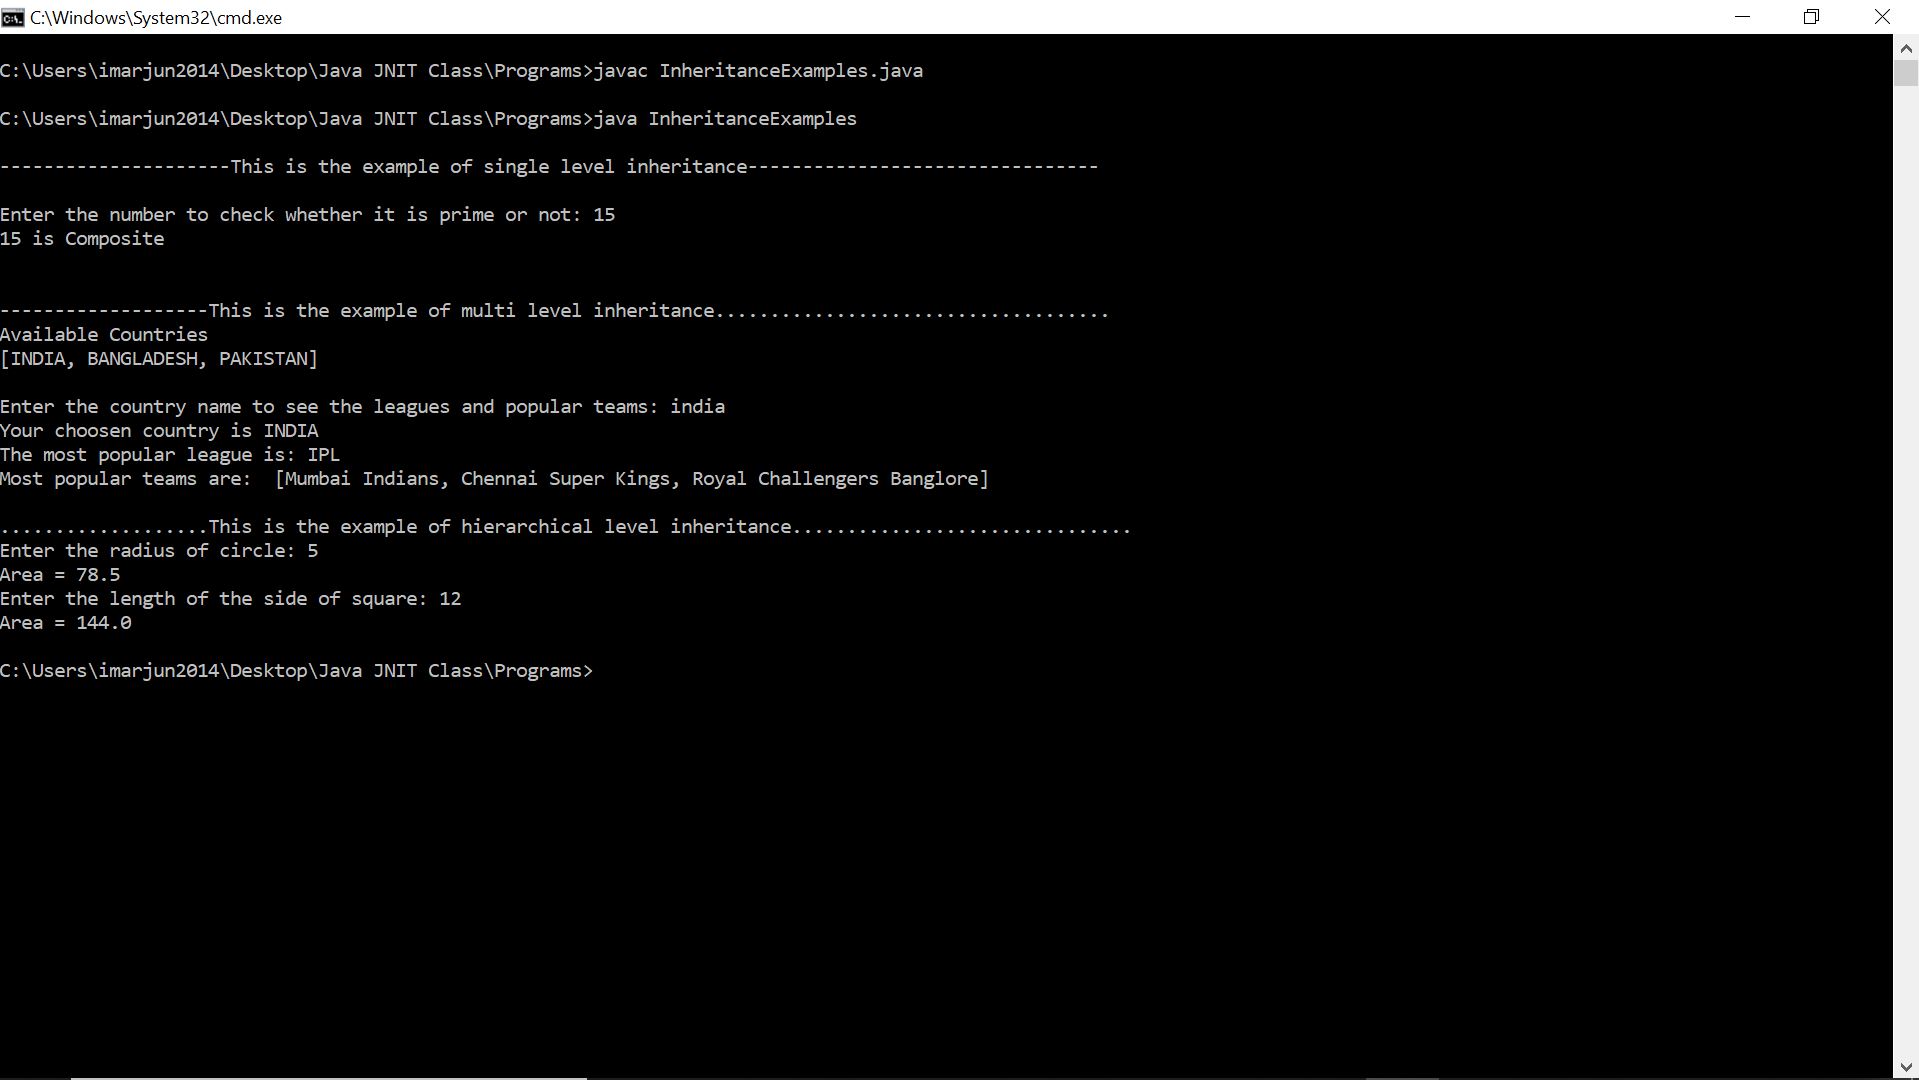 C:\Windows\System32\cmd.exe
C:\Users\imarjun2014\Desktop\Java JNIT Class\Programs>javac InheritanceExamples.java
C:\Users\imarjun2014\Desktop\Java JNIT Class\Programs>java InheritanceExamples
---------------------This is the example of single level inheritance--------------------------------
Enter the number to check whether it is prime or not: 15
15 is Composite
-------------------This is the example of multi level inheritance....................................
Available Countries
[INDIA, BANGLADESH, PAKISTAN]
Enter the country name to see the leagues and popular teams: india
Your choosen country is INDIA
The most popular league is: IPL
Most popular teams are:  [Mumbai Indians, Chennai Super Kings, Royal Challengers Banglore]
...................This is the example of hierarchical level inheritance...............................
Enter the radius of circle: 5
Area = 78.5
Enter the length of the side of square: 12
Area = 144.0
C:\Users\imarjun2014\Desktop\Java JNIT Class\Programs>